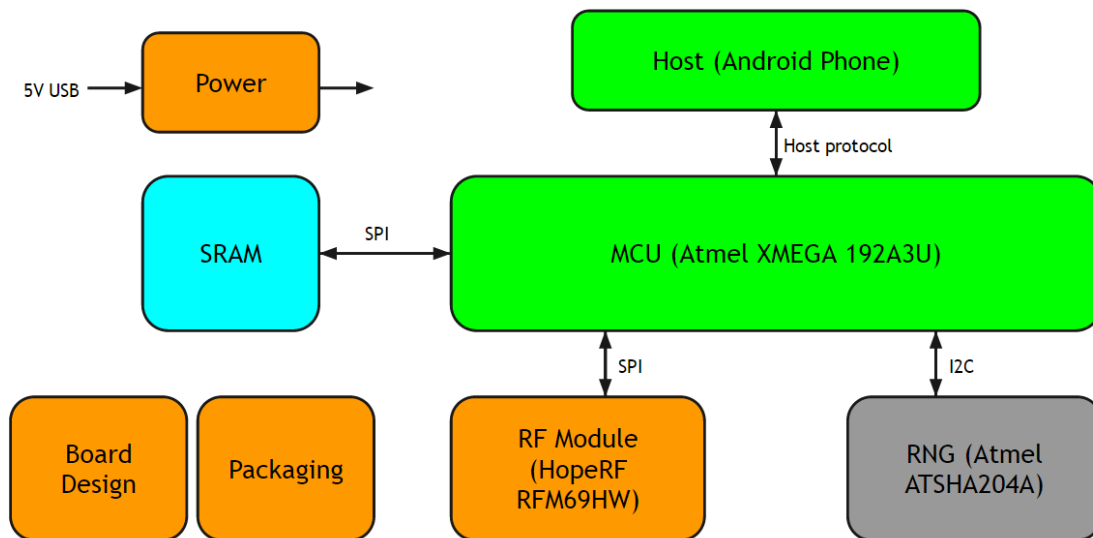 Power
5V USB
Host (Android Phone)
Host protocol
SRAM
SPI
MCU (Atmel XMEGA 192A3U)
SPI
I2C
Board
Design
Packaging
RF Module
(HopeRF
RFM69HW)
RNG (Atmel
ATSHA204A)